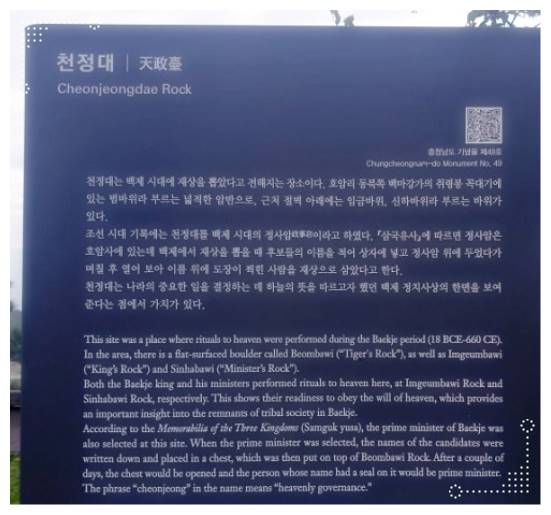 천정대 | 天政臺
Cheonjeongdae Rock
충청남도 기념물 제49호
Chungcheongnam-do Monument No. 49
천정대는 백제 시대에 재상을 뽑았다고 전해지는 장소이다. 호암리 동북쪽 백마강가의 취령봉 꼭대기에
있는 범바위라 부르는 넓적한 암반으로, 근처 절벽 아래에는 임금바위, 신하바위라 부르는 바위가
있다.
조선 시대 기록에는 천정대를 백제 시대의 정사암政事岩이라고 하였다. 『삼국유사』에 따르면 정사암은
호암사에 있는데 백제에서 재상을 뽑을 때 후보들의 이름을 적어 상자에 넣고 정사암 위에 두었다가
며칠 후 열어 보아 이름 위에 도장이 찍힌 사람을 재상으로 삼았다고 한다.
천정대는 나라의 중요한 일을 결정하는 데 하늘의 뜻을 따르고자 했던 백제 정치사상의 한면을 보여
준다는 점에서 가치가 있다.
This site was a place where rituals to heaven were performed during the Baekje period (18 BCE-660 CE).
In the area, there is a flat-surfaced boulder called Beombawi (“Tiger's Rock”), as well as Imgeumbawi
(“King's Rock”) and Sinhabawi (“Minister's Rock”).
Both the Baekje king and his ministers performed rituals to heaven here, at Imgeumbawi Rock and
Sinhabawi Rock, respectively. This shows their readiness to obey the will of heaven, which provides
an important insight into the remnants of tribal society in Baekje.
According to the Memorabilia of the Three Kingdoms (Samguk yusa), the prime minister of Baekje was
also selected at this site. When the prime minister was selected, the names of the candidates were
written down and placed in a chest, which was then put on top of Beombawi Rock. After a couple of
days, the chest would be opened and the person whose name had a seal on it would be prime minister.
The phrase “cheonjeong” in the name means “heavenly governance.”